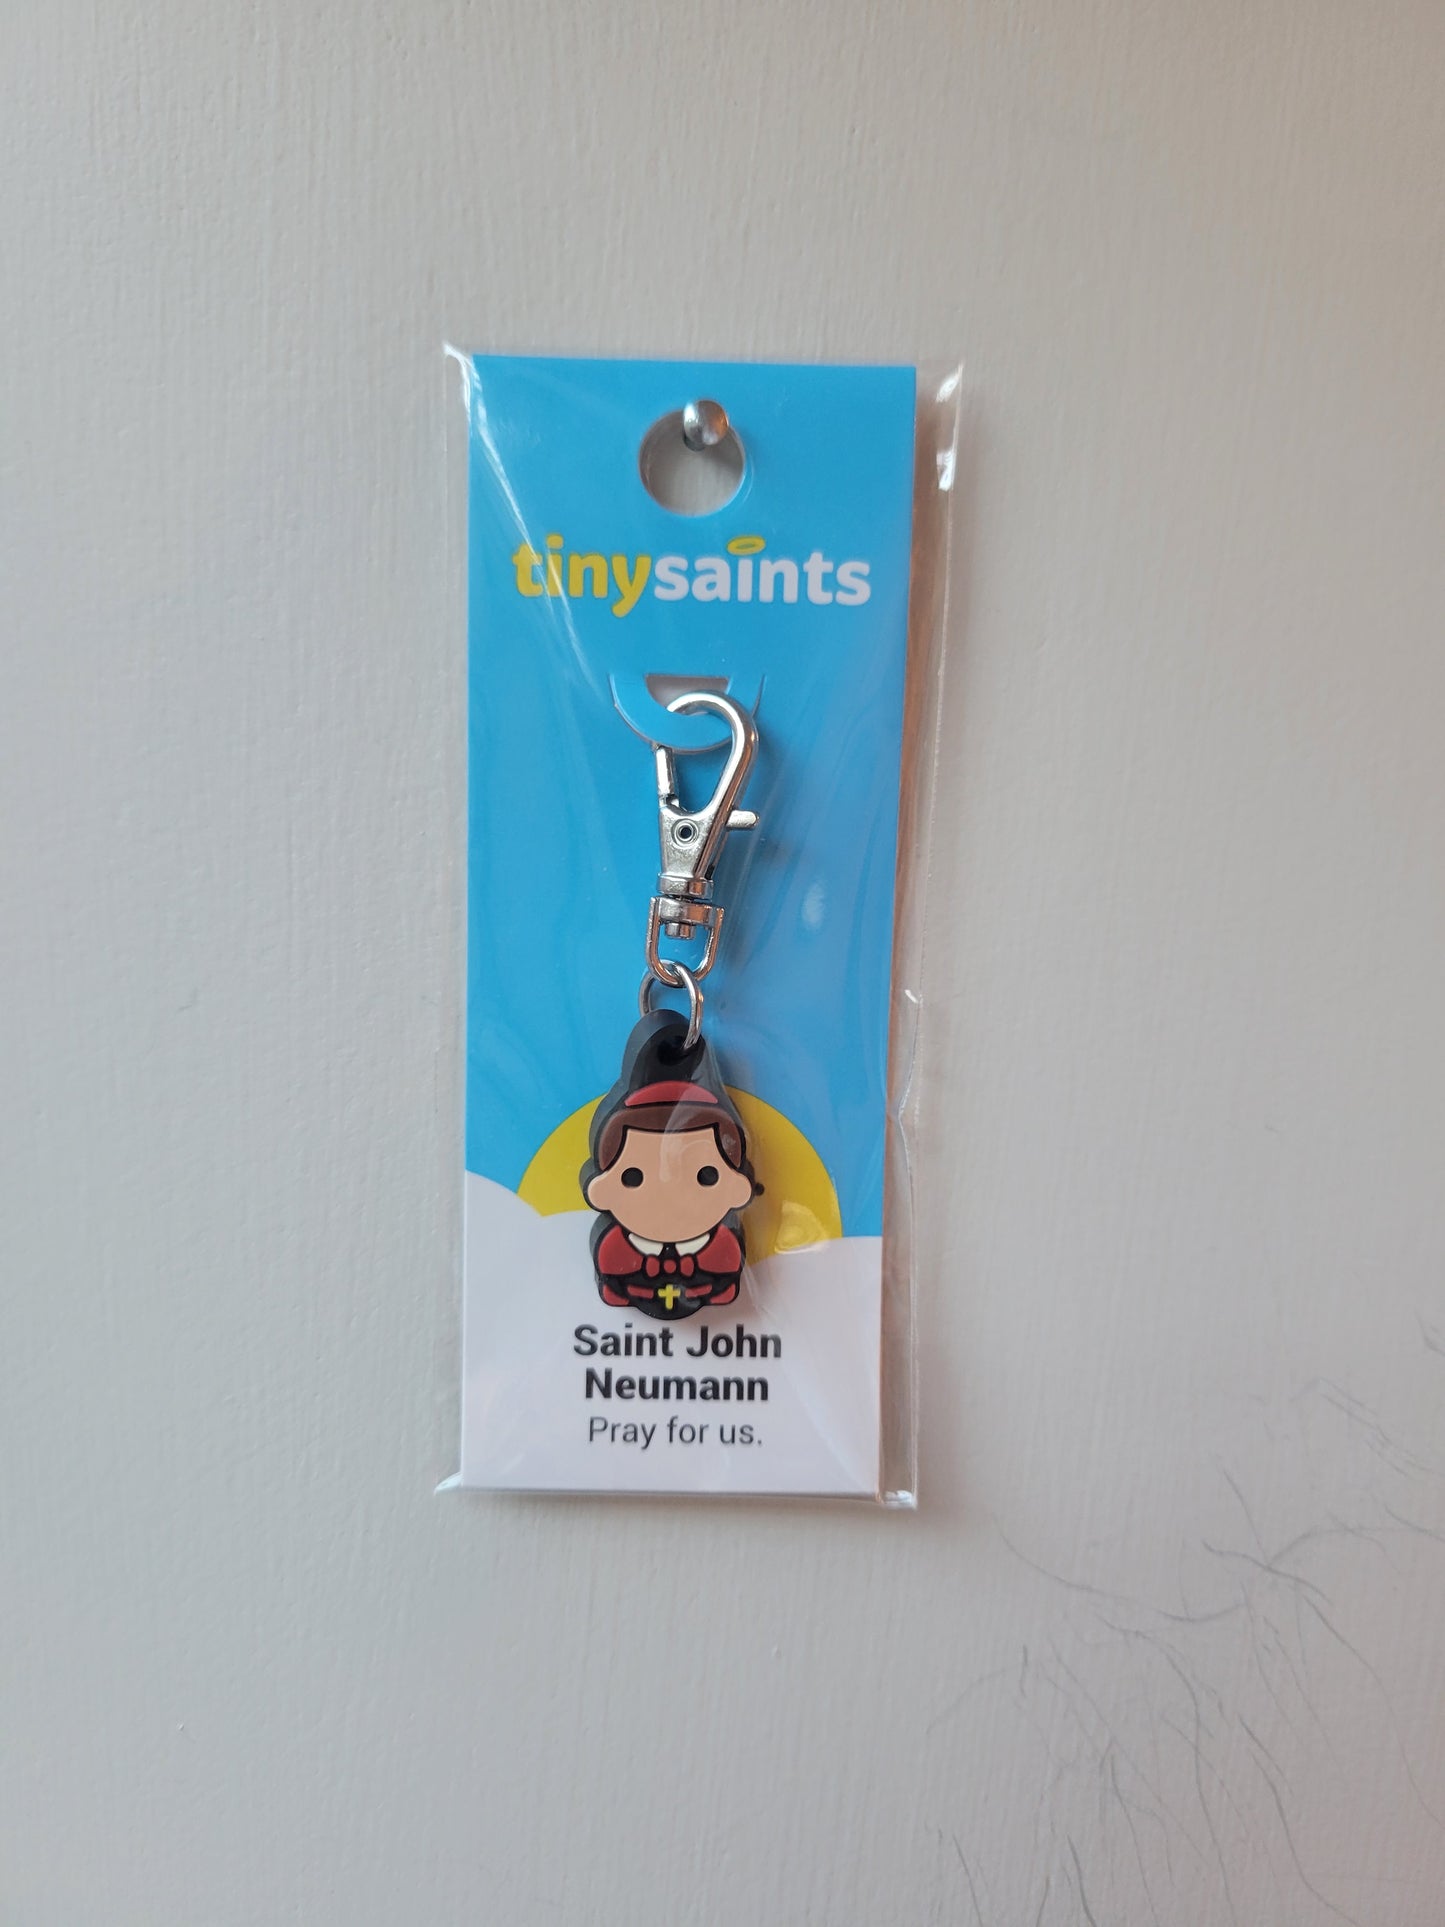 tinysaints
Saint John
Neumann
Pray for us.